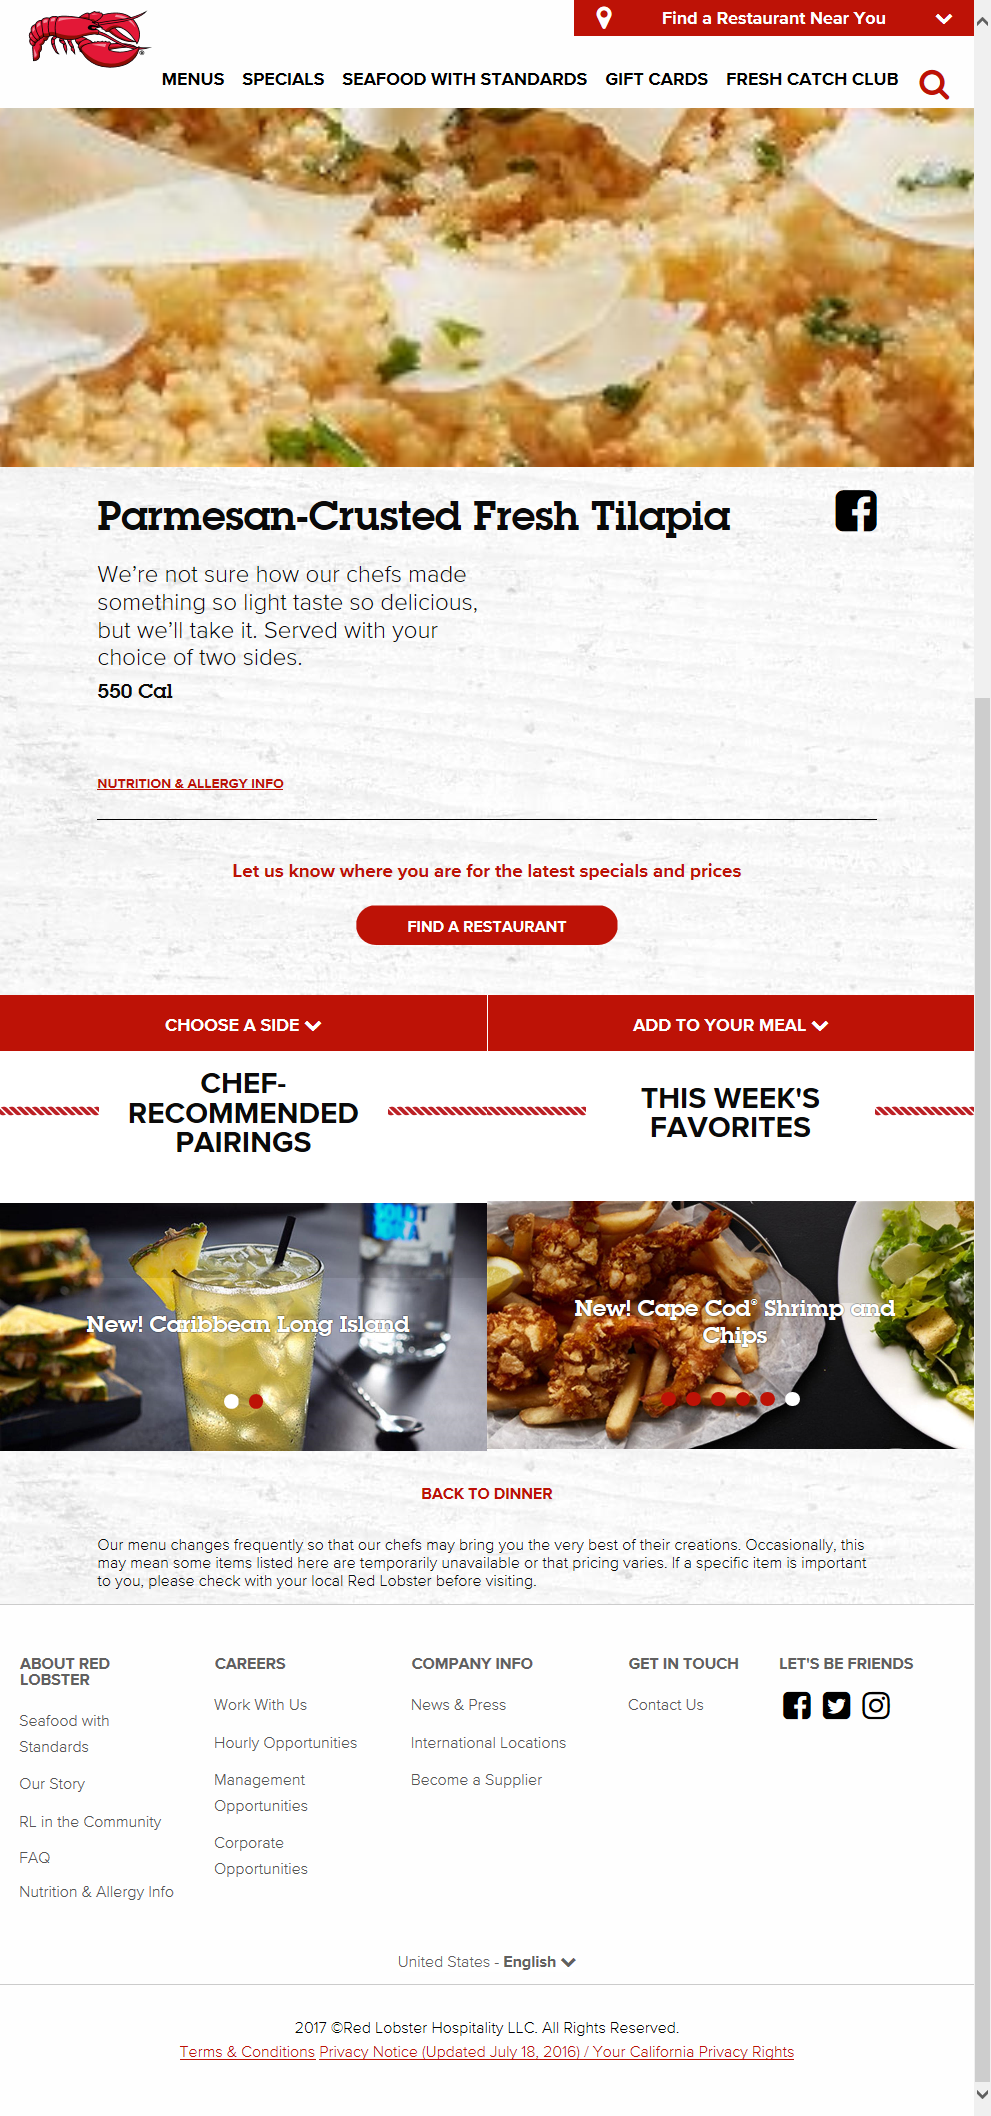 Find a Restaurant Near You
MENUS SPECIALS SEAFOOD WITH STANDARDS GIFT CARDS FRESH CATCH CLUB
Parmesan-Crusted Fresh Tilapia
We’re not sure how our chefs made
something so light taste so delicious,
but we’ll take it. Served with your
choice of two sides.
550 Cal
NUTRITION & ALLERGY INFO
Let us know where you are for the latest specials and prices
FIND A RESTAURANT
CHOOSE A SIDE
ADD TO YOUR MEAL
CHEF-
RECOMMENDED
PAIRINGS
THIS WEEK'S
FAVORITES
New! Caribbean Long Island
New! Cape Cod® Shrimp and
Chips
BACK TO DINNER
Our menu changes frequently so that our chefs may bring you the very best of their creations. Occasionally, this
may mean some items listed here are temporarily unavailable or that pricing varies. If a specific item is important
to you, please check with your local Red Lobster before visiting.
ABOUT RED
LOBSTER
Seafood with
Standards
Our Story
RL in the Community
FAQ
Nutrition & Allergy Info
CAREERS
Work With Us
Hourly Opportunities
Management
Opportunities
Corporate
Opportunities
COMPANY INFO
News & Press
International Locations
Become a Supplier
GET IN TOUCH
Contact Us
LET'S BE FRIENDS
United States - English
2017 ©Red Lobster Hospitality LLC. All Rights Reserved.
Terms & Conditions Privacy Notice (Updated July 18, 2016) / Your California Privacy Rights